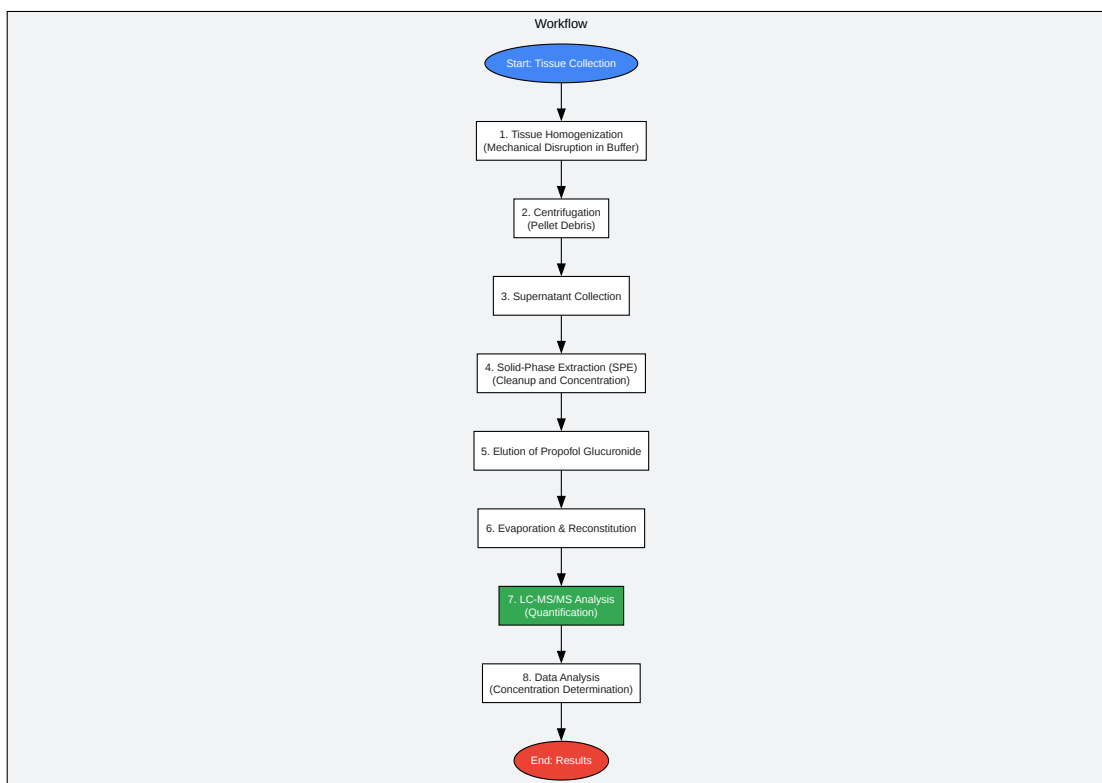 Workflow
Start: Tissue Collection
1. Tissue Homogenization
(Mechanical Disruption in Buffer)
2. Centrifugation
(Pellet Debris)
3. Supernatant Collection
4. Solid-Phase Extraction (SPE)
(Cleanup and Concentration)
5. Elution of Propofol Glucuronide
6. Evaporation & Reconstitution
7. LC-MS/MS Analysis
(Quantification)
8. Data Analysis
(Concentration Determination)
End: Results